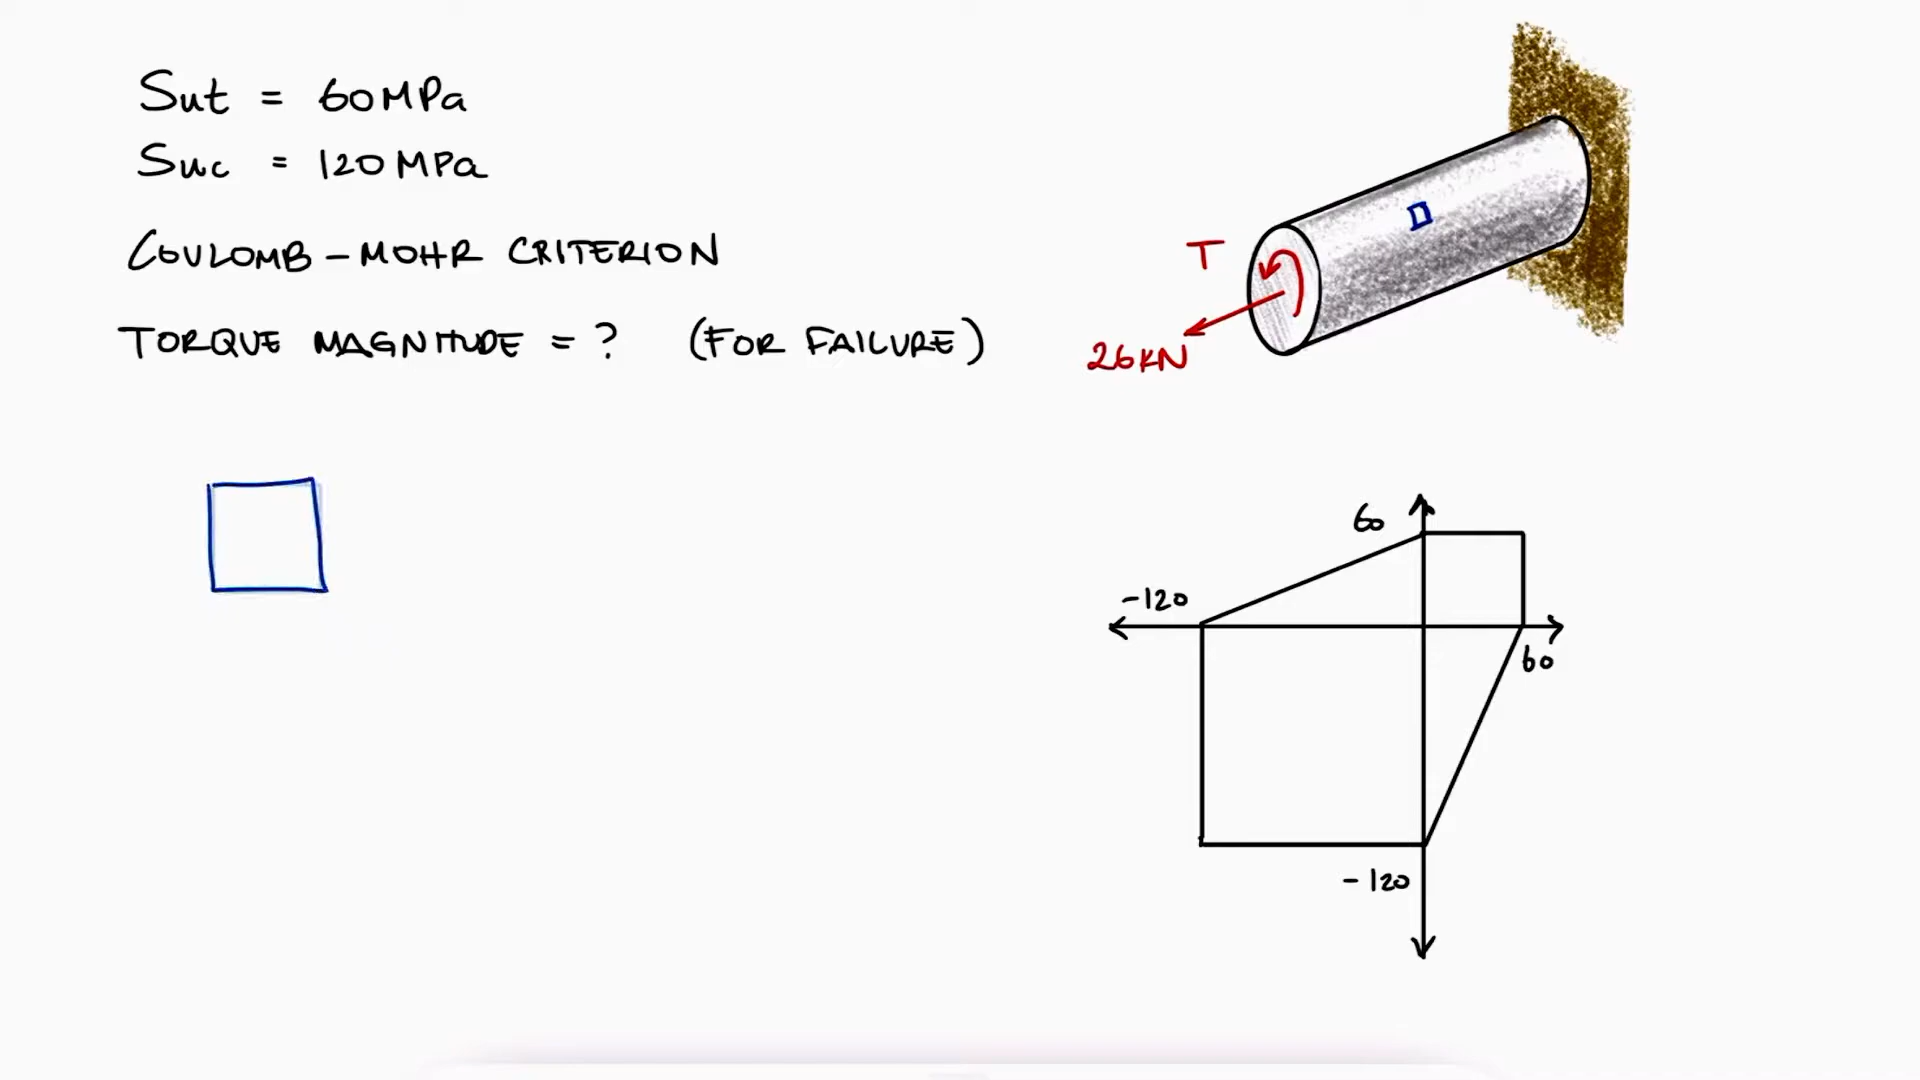 Sut = 60MPa
Suc = 120MPa
COULOMB-MOHR CRITERION
TORQUE MAGNITUDE = ? (FOR FAILURE)
T
26KN
60
-120
60
-120